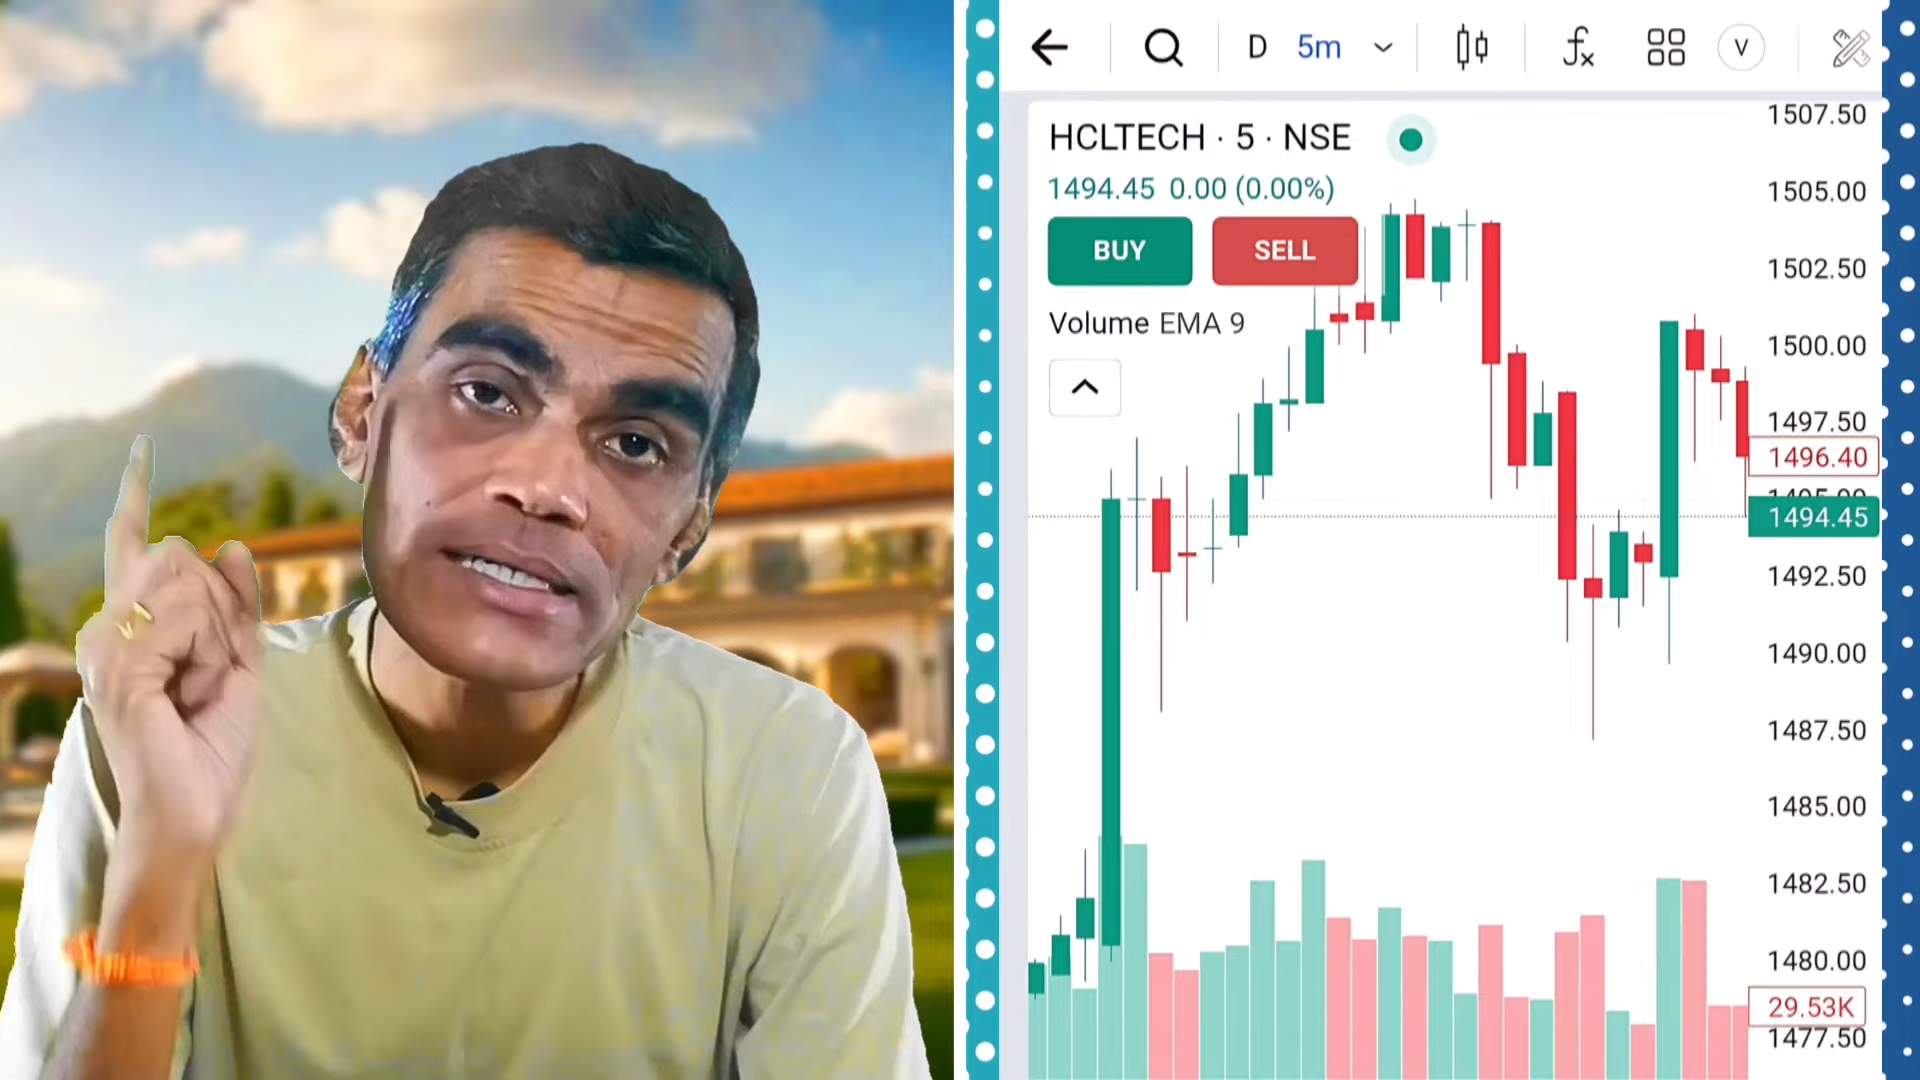 D 5m
V
HCLTECH · 5 · NSE
1494.45 0.00 (0.00%)
BUY SELL
Volume EMA 9
1507.50
1505.00
1502.50
1500.00
1497.50
1496.40
1495.00
1494.45
1492.50
1490.00
1487.50
1485.00
1482.50
1480.00
29.53K
1477.50